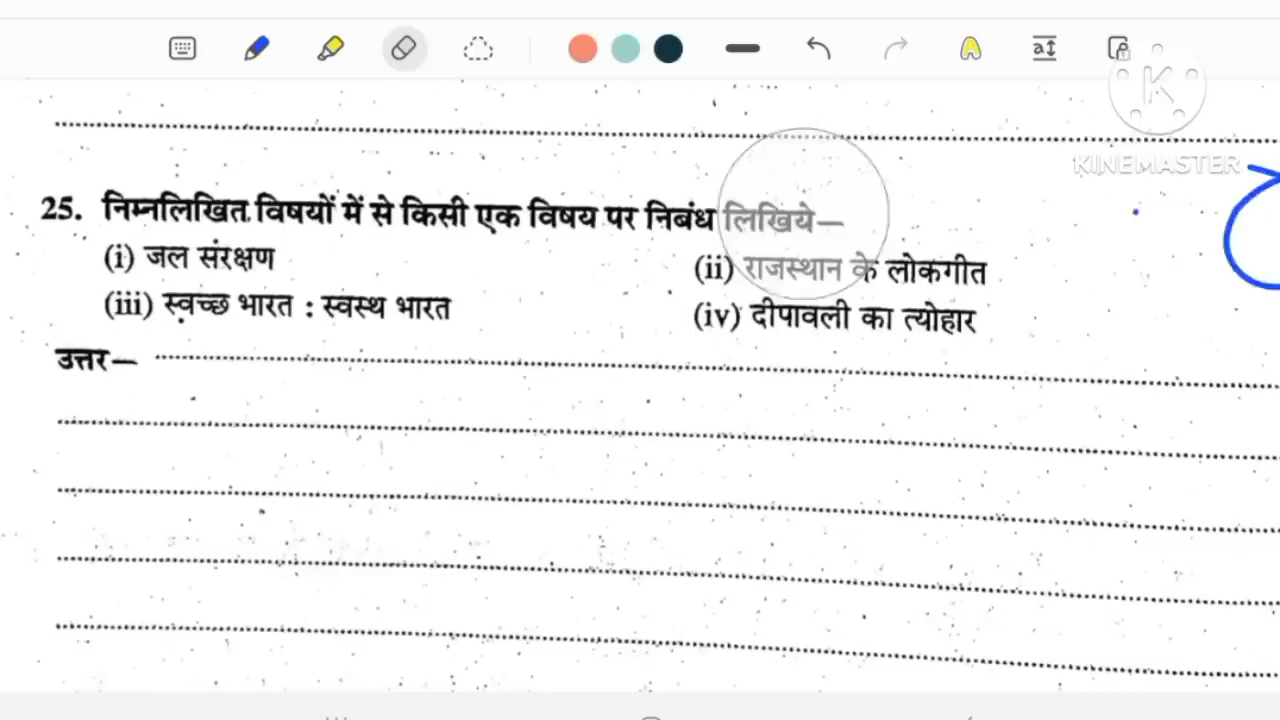 KINEMASTER
25. निम्नलिखित विषयों में से किसी एक विषय पर निबंध लिखिये—
(i) जल संरक्षण (ii) राजस्थान के लोकगीत
(iii) स्वच्छ भारत : स्वस्थ भारत (iv) दीपावली का त्योहार
उत्तर—